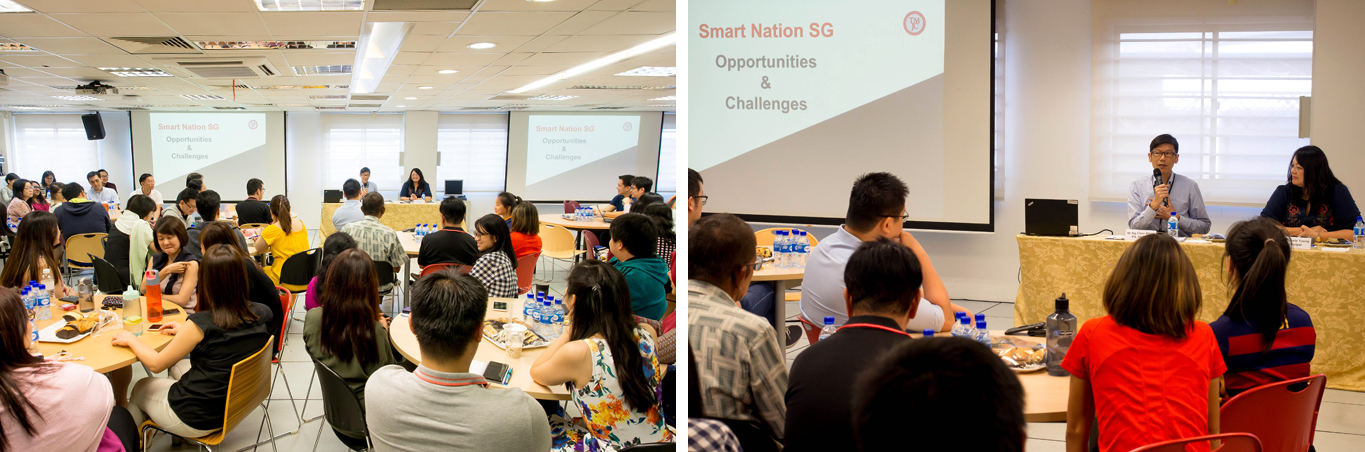 Smart Nation SG
Opportunities
&
Challenges
Smart Nation SG
Opportunities
&
Challenges
Smart Nation SG
Opportunities
&
Challenges